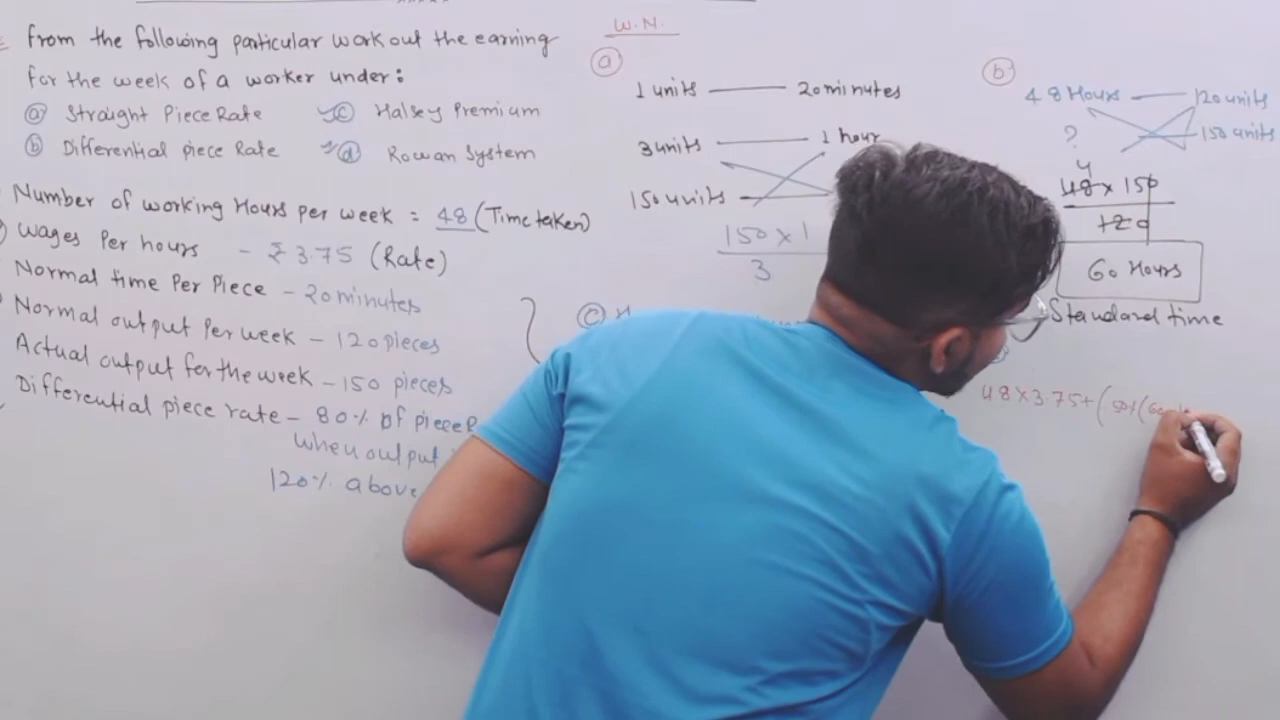 From the following particular work out the earning
for the week of a worker under:
(a) Straight Piece Rate (c) Halsey Premium
(b) Differential piece Rate (d) Rowan System
Number of working Hours per week = 48 (Time taken)
Wages Per hours - ₹3.75 (Rate)
Normal time Per Piece - 20 minutes
Normal output Per week - 120 pieces
Actual output for the week - 150 pieces
Differential piece rate - 80% of piece R
when output
120% above
W.N.
(a)
1 units — 20 minutes
3 units — 1 hour
150 units
150 x 1
3
(c) H
(b)
48 Hours — 120 units
? 150 units
4
48 x 150
120
60 Hours
Standard time
48 x 3.75 + ( 50% (60